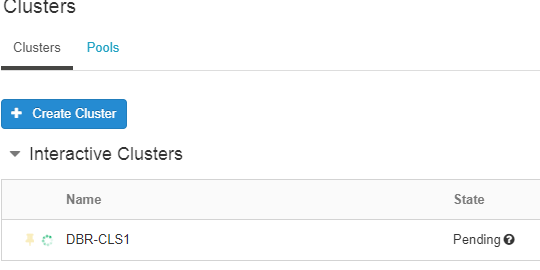 Clusters
Clusters Pools
+ Create Cluster
Interactive Clusters
Name State
DBR-CLS1 Pending